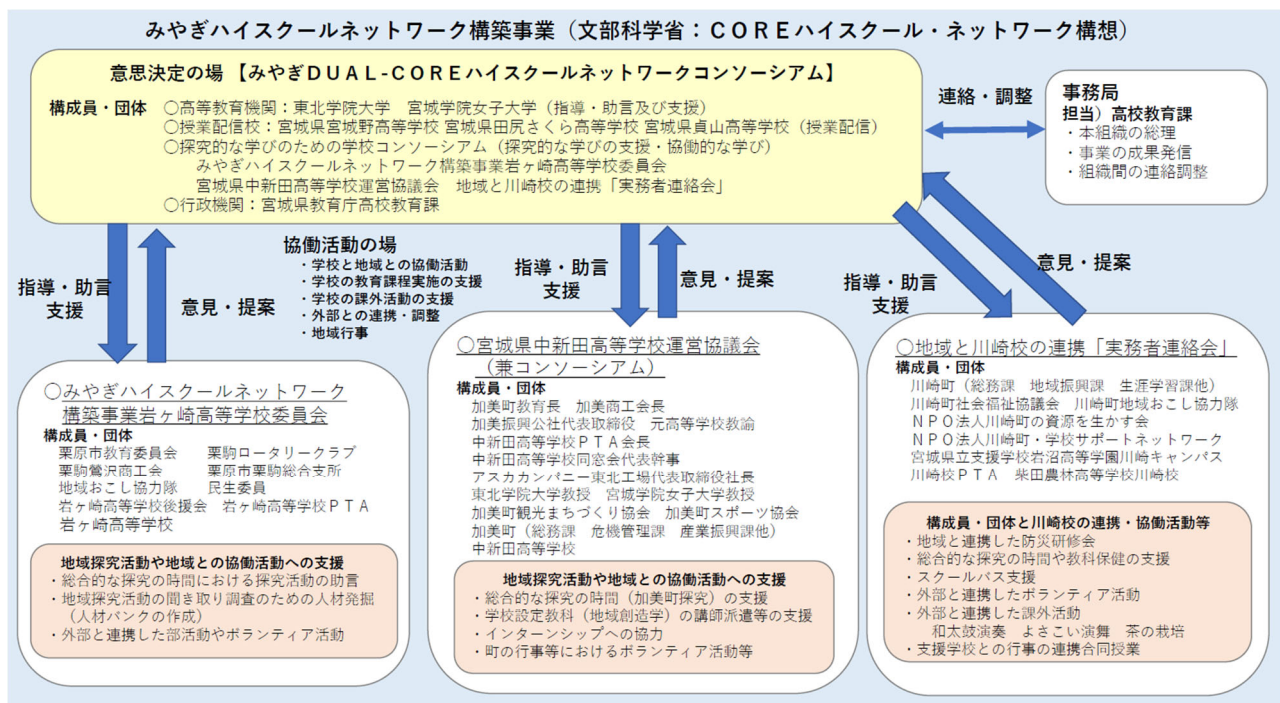 みやぎハイスクールネットワーク構築事業（文部科学省：ＣＯＲＥハイスクール・ネットワーク構想）
意思決定の場 【みやぎＤＵＡＬ-ＣＯＲＥハイスクールネットワークコンソーシアム】
構成員・団体 ○高等教育機関：東北学院大学　宮城学院女子大学（指導・助言及び支援）
○授業配信校：宮城県宮城野高等学校 宮城県田尻さくら高等学校 宮城県貞山高等学校（授業配信）
○探究的な学びのための学校コンソーシアム（探究的な学びの支援・協働的な学び）
みやぎハイスクールネットワーク構築事業岩ヶ崎高等学校委員会
宮城県中新田高等学校運営協議会　地域と川崎校の連携「実務者連絡会」
○行政機関：宮城県教育庁高校教育課
連絡・調整
事務局
担当）高校教育課
・本組織の総理
・事業の成果発信
・組織間の連絡調整
指導・助言
支援
意見・提案
協働活動の場
・学校と地域との協働活動
・学校の教育課程実施の支援
・学校の課外活動の支援
・外部との連携・調整
・地域行事
指導・助言
支援
意見・提案
指導・助言
支援
意見・提案
○みやぎハイスクールネットワーク
構築事業岩ヶ崎高等学校委員会
構成員・団体
栗原市教育委員会　栗駒ロータリークラブ
栗駒鶯沢商工会　栗原市栗駒総合支所
地域おこし協力隊　民生委員
岩ヶ崎高等学校後援会　岩ヶ崎高等学校ＰＴＡ
岩ヶ崎高等学校
地域探究活動や地域との協働活動への支援
・総合的な探究の時間における探究活動の助言
・地域探究活動の聞き取り調査のための人材発掘
（人材バンクの作成）
・外部と連携した部活動やボランティア活動
○宮城県中新田高等学校運営協議会
（兼コンソーシアム）
構成員・団体
加美町教育長　加美商工会長
加美振興公社代表取締役　元高等学校教諭
中新田高等学校ＰＴＡ会長
中新田高等学校同窓会代表幹事
アスカカンパニー東北工場代表取締役社長
東北学院大学教授　宮城学院女子大学教授
加美町観光まちづくり協会　加美町スポーツ協会
加美町（総務課　危機管理課　産業振興課他）
中新田高等学校
地域探究活動や地域との協働活動への支援
・総合的な探究の時間（加美町探究）の支援
・学校設定教科（地域創造学）の講師派遣等の支援
・インターンシップへの協力
・町の行事等におけるボランティア活動等
○地域と川崎校の連携「実務者連絡会」
構成員・団体
川崎町（総務課　地域振興課　生涯学習課他）
川崎町社会福祉協議会　川崎町地域おこし協力隊
ＮＰＯ法人川崎町の資源を生かす会
ＮＰＯ法人川崎町・学校サポートネットワーク
宮城県立支援学校岩沼高等学園川崎キャンパス
川崎校ＰＴＡ　柴田農林高等学校川崎校
構成員・団体と川崎校の連携・協働活動等
・地域と連携した防災研修会
・総合的な探究の時間や教科保健の支援
・スクールバス支援
・外部と連携したボランティア活動
・外部と連携した課外活動
和太鼓演奏　よさこい演舞　茶の栽培
・支援学校との行事の連携合同授業